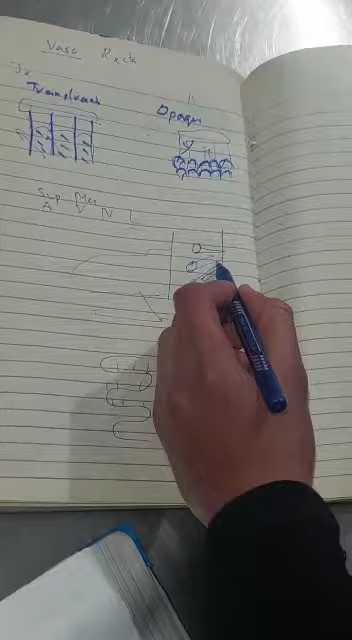 Vasa Recta
Translucent
Opaque
Sup Mes
A V N L